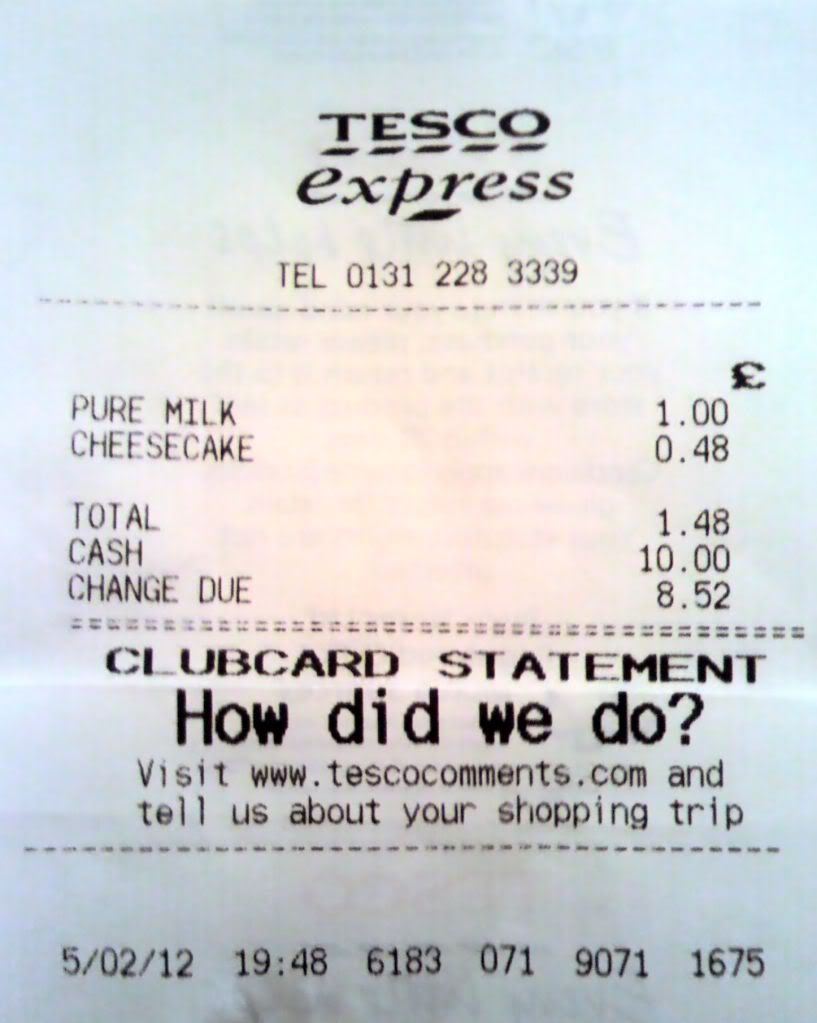 TESCO
express
TEL 0131 228 3339
£
PURE MILK 1.00
CHEESECAKE 0.48
TOTAL 1.48
CASH 10.00
CHANGE DUE 8.52
CLUBCARD STATEMENT
How did we do?
Visit www.tescocomments.com and
tell us about your shopping trip
5/02/12 19:48 6183 071 9071 1675